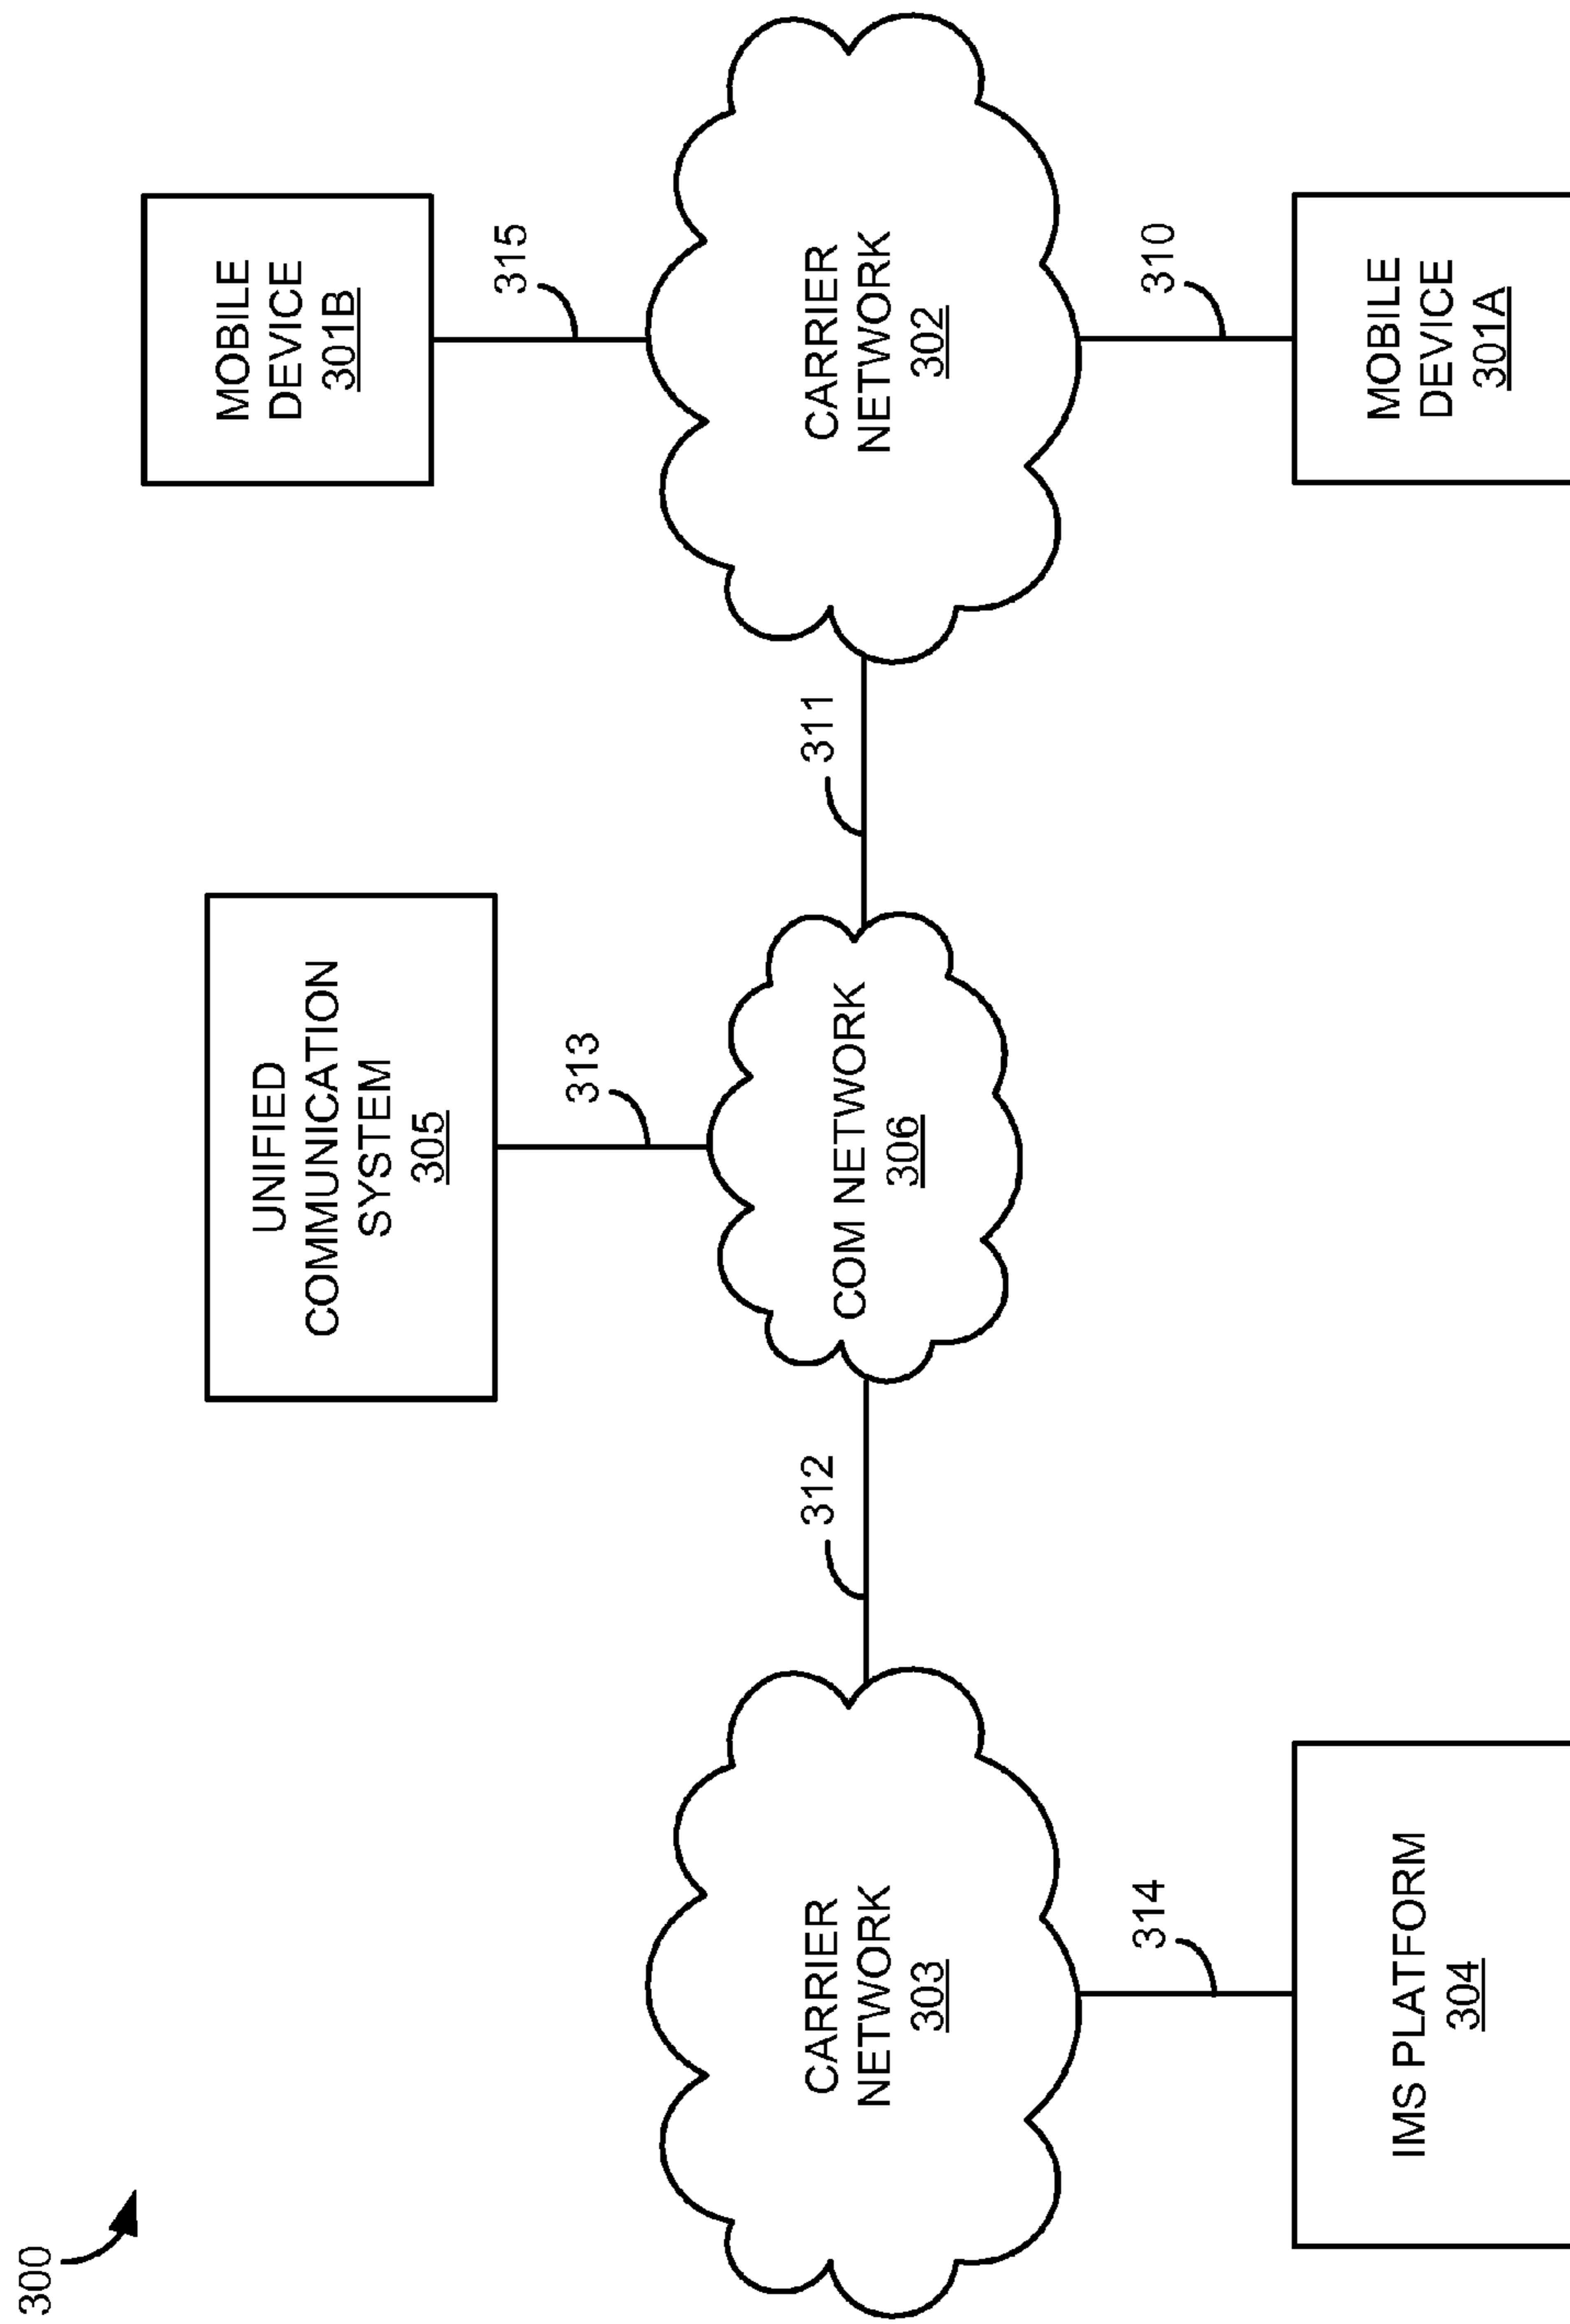 300
UNIFIED
COMMUNICATION
SYSTEM
305
MOBILE
DEVICE
301B
313
315
CARRIER
NETWORK
303
312
COM NETWORK
306
311
CARRIER
NETWORK
302
314
310
IMS PLATFORM
304
MOBILE
DEVICE
301A